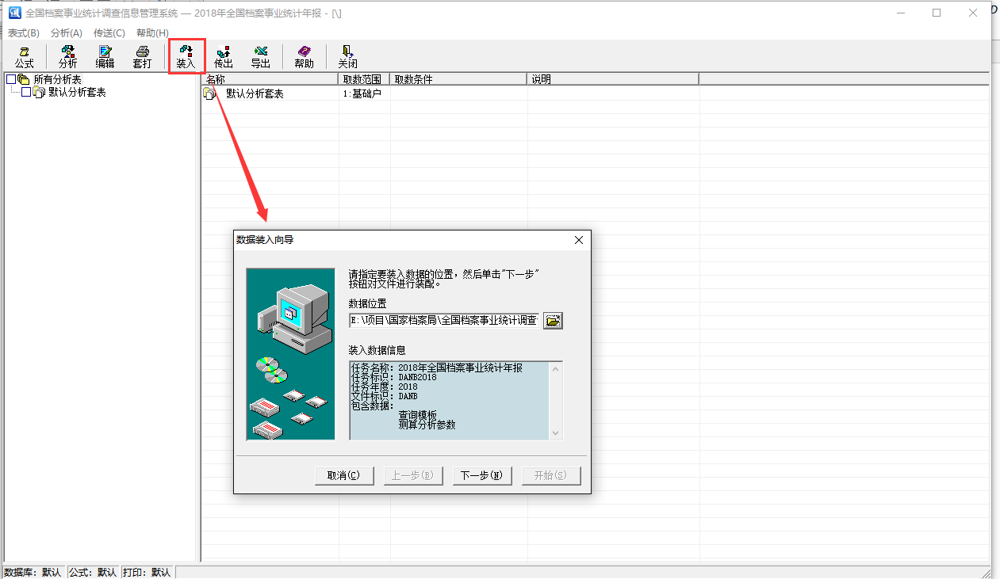 全国档案事业统计调查信息管理系统 — 2018年全国档案事业统计年报 - [\]
表式(B) 分析(A) 传送(C) 帮助(H)
公式 分析 编辑 套打 装入 传出 导出 帮助 关闭
所有分析表
默认分析套表
名称 取数范围 取数条件 说明
默认分析套表 1:基础户
数据装入向导
请指定要装入数据的位置，然后单击"下一步"
按钮对文件进行装配。
数据位置
E:\项目\国家档案局\全国档案事业统计调查
装入数据信息
任务名称: 2018年全国档案事业统计年报
任务标识: DANB2018
任务年度: 2018
文件标识: DANB
包含数据:
查询模板
测算分析参数
取消(C) 上一步(B) 下一步(N) 开始(S)
数据库: 默认 公式: 默认 打印: 默认